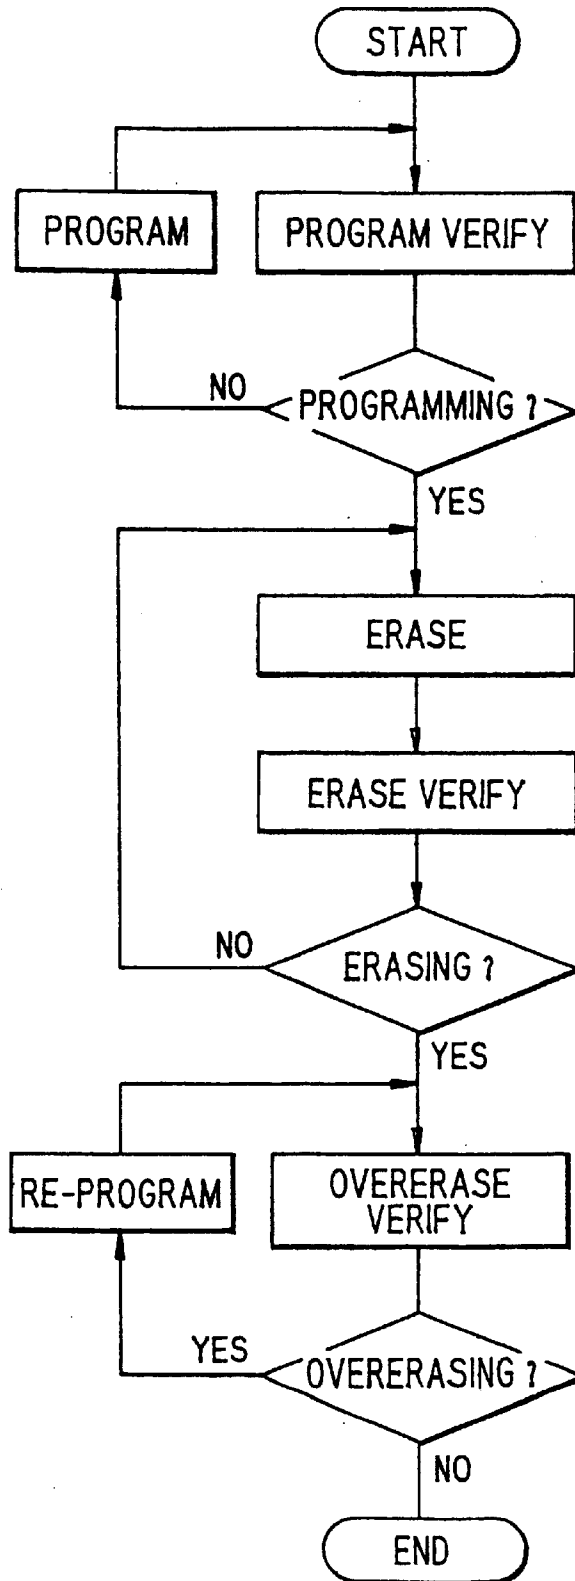 START
PROGRAM
PROGRAM VERIFY
NO
PROGRAMMING ?
YES
ERASE
ERASE VERIFY
NO
ERASING ?
YES
RE-PROGRAM
OVERERASE
VERIFY
YES
OVERERASING ?
NO
END